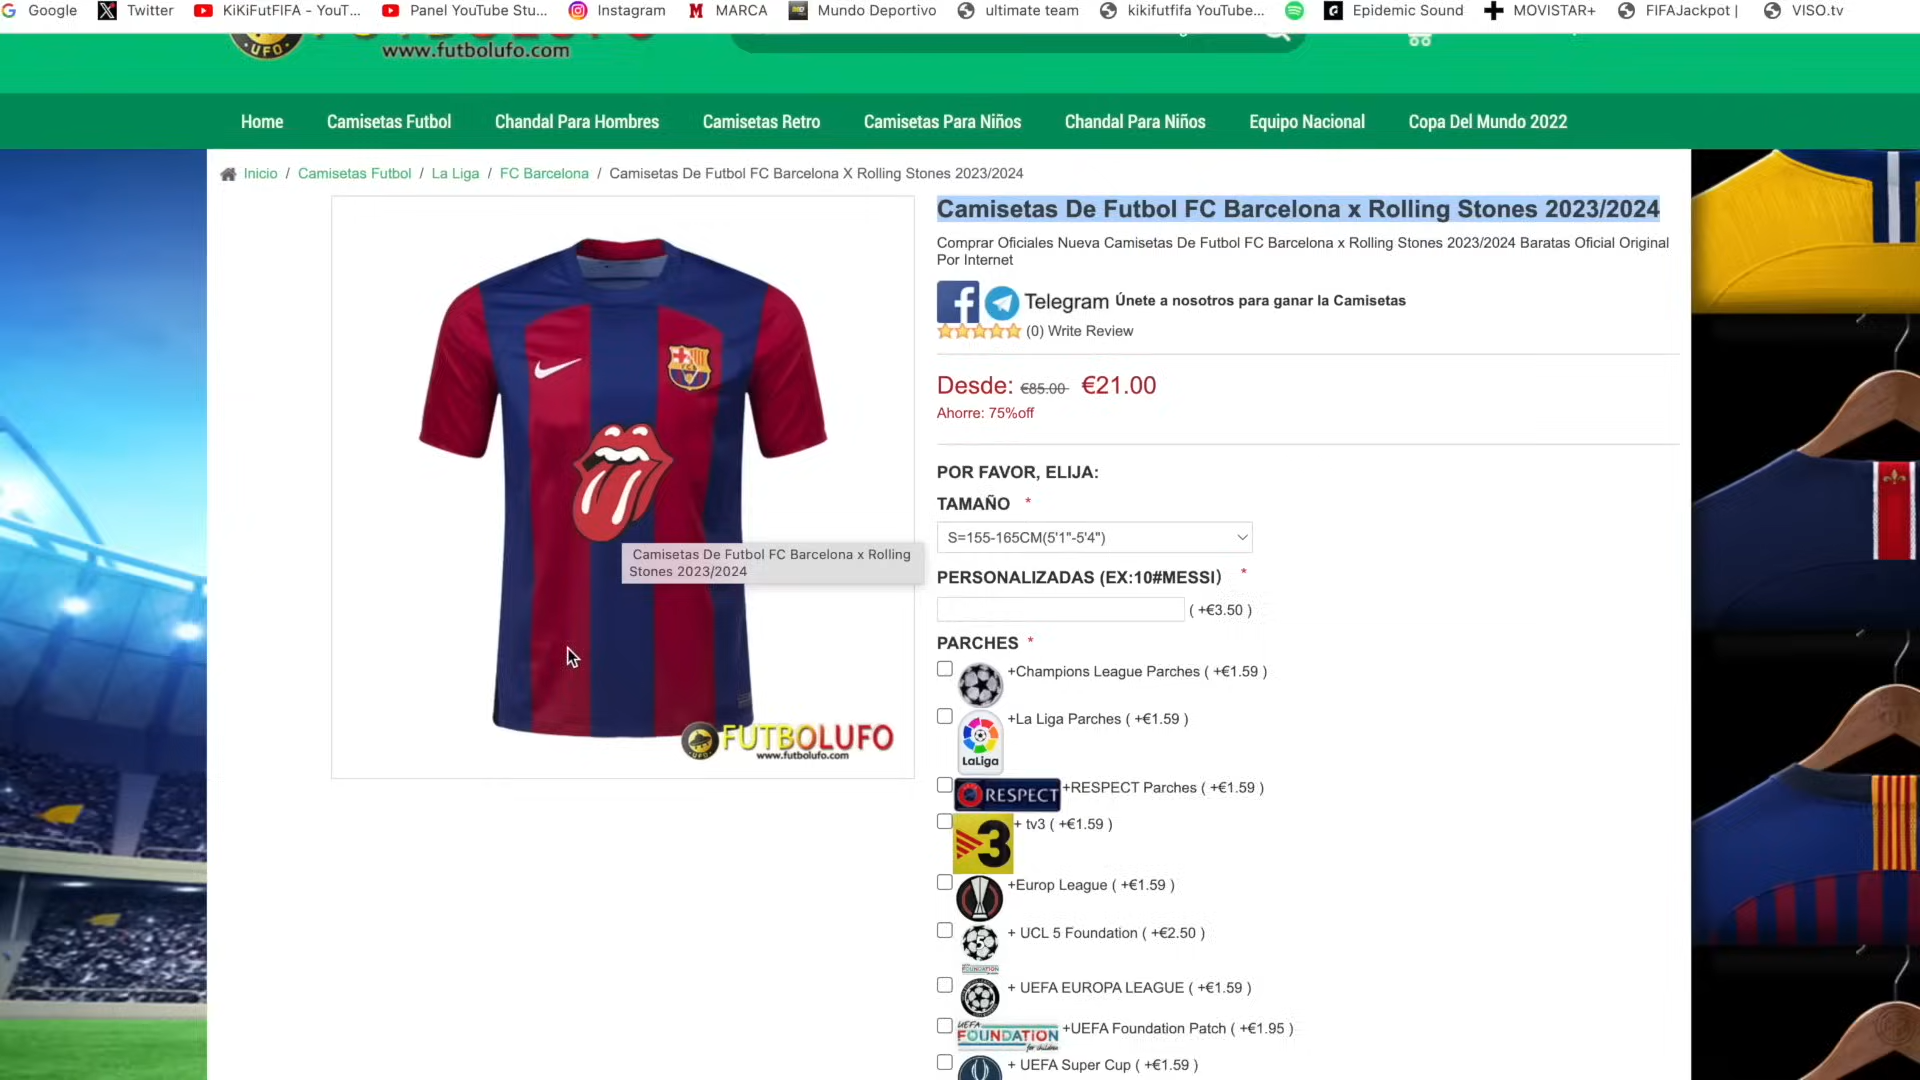 Google
Twitter
KiKiFutFIFA - YouT...
Panel YouTube Stu...
Instagram
MARCA
Mundo Deportivo
ultimate team
kikifutfifa YouTube...
Epidemic Sound
MOVISTAR+
FIFAJackpot |
VISO.tv
UFO
www.futbolufo.com
Home
Camisetas Futbol
Chandal Para Hombres
Camisetas Retro
Camisetas Para Niños
Chandal Para Niños
Equipo Nacional
Copa Del Mundo 2022
Inicio / Camisetas Futbol / La Liga / FC Barcelona / Camisetas De Futbol FC Barcelona X Rolling Stones 2023/2024
Camisetas De Futbol FC Barcelona x Rolling Stones 2023/2024
Comprar Oficiales Nueva Camisetas De Futbol FC Barcelona x Rolling Stones 2023/2024 Baratas Oficial Original
Por Internet
Telegram Únete a nosotros para ganar la Camisetas
(0) Write Review
Desde: €85.00 €21.00
Ahorre: 75%off
POR FAVOR, ELIJA:
TAMAÑO *
S=155-165CM(5'1"-5'4")
Camisetas De Futbol FC Barcelona x Rolling
Stones 2023/2024
PERSONALIZADAS (EX:10#MESSI) *
( +€3.50 )
PARCHES *
+Champions League Parches ( +€1.59 )
+La Liga Parches ( +€1.59 )
LaLiga
RESPECT +RESPECT Parches ( +€1.59 )
3 + tv3 ( +€1.59 )
+Europ League ( +€1.59 )
+ UCL 5 Foundation ( +€2.50 )
FOUNDATION
+ UEFA EUROPA LEAGUE ( +€1.59 )
UEFA
FOUNDATION
for children
+UEFA Foundation Patch ( +€1.95 )
+ UEFA Super Cup ( +€1.59 )
FUTBOLUFO
UFO
www.futbolufo.com